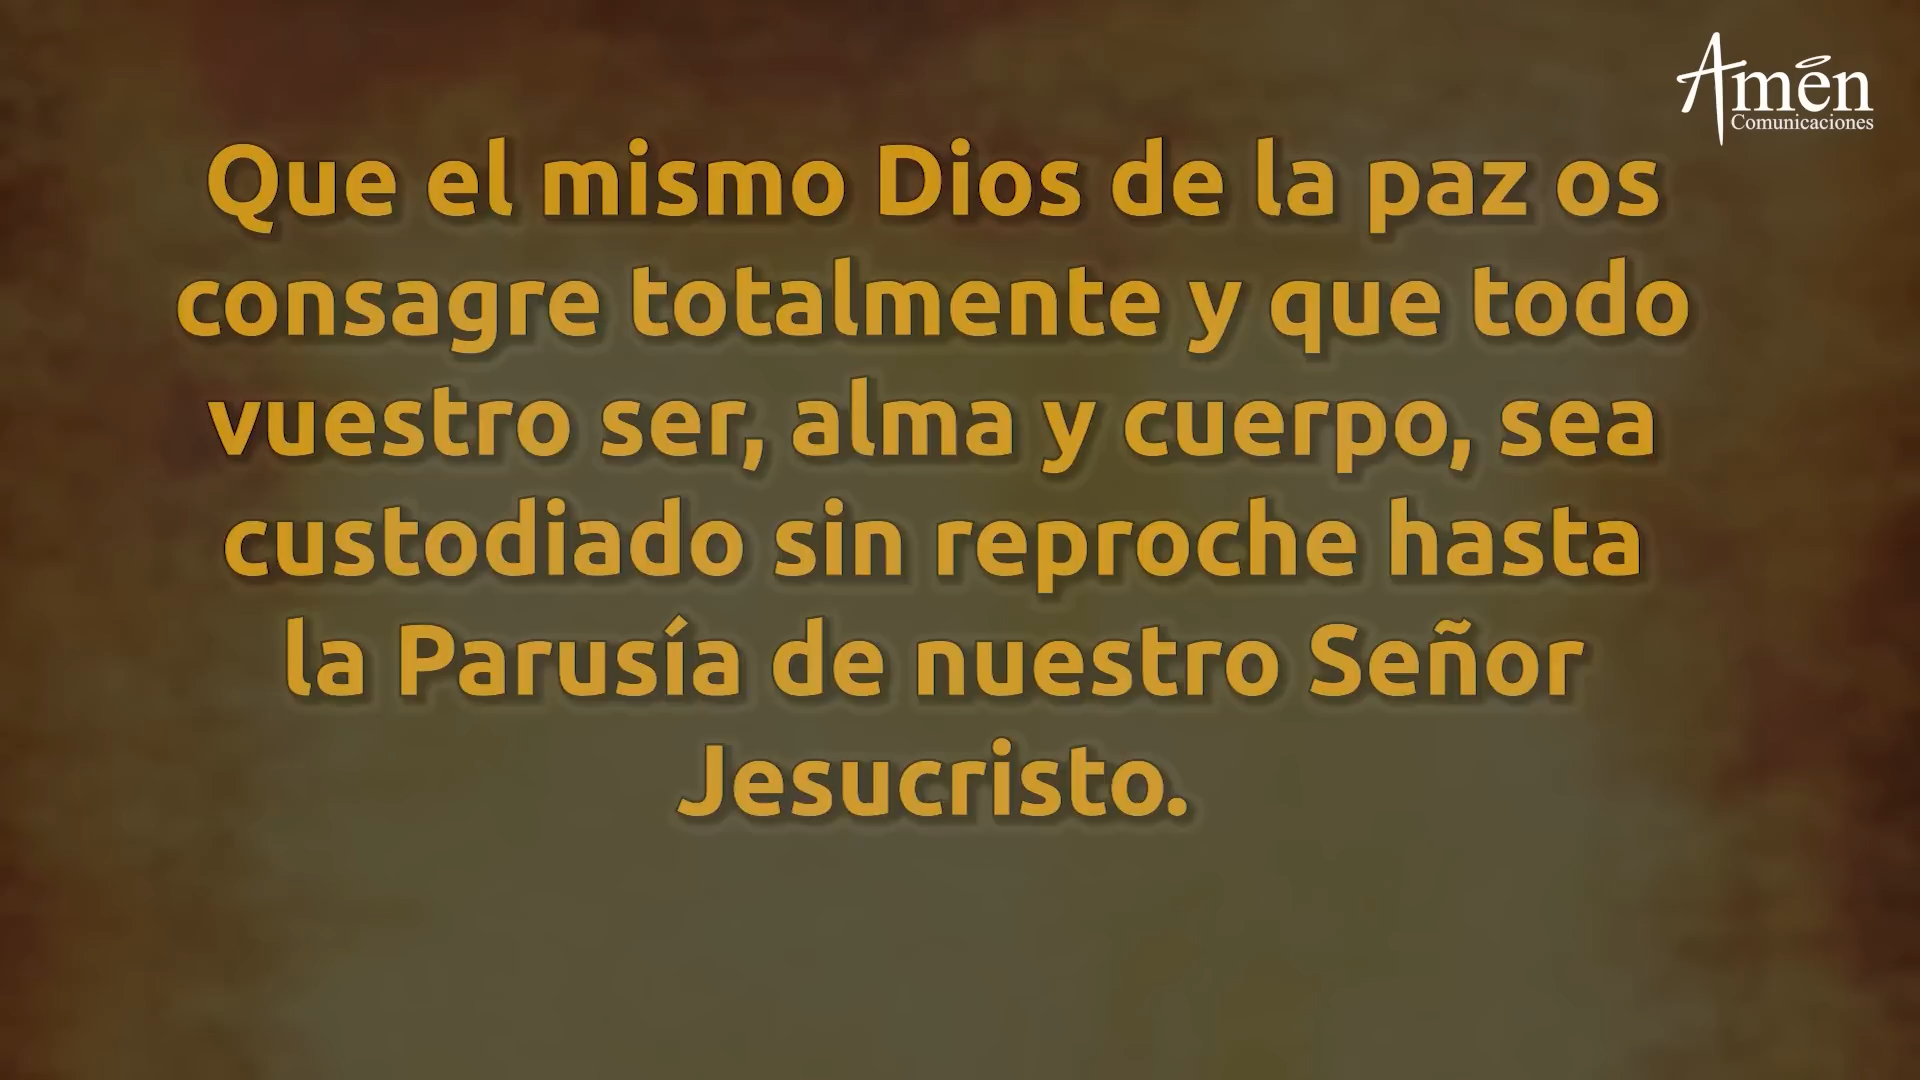 Amén
Comunicaciones
Que el mismo Dios de la paz os
consagre totalmente y que todo
vuestro ser, alma y cuerpo, sea
custodiado sin reproche hasta
la Parusía de nuestro Señor
Jesucristo.